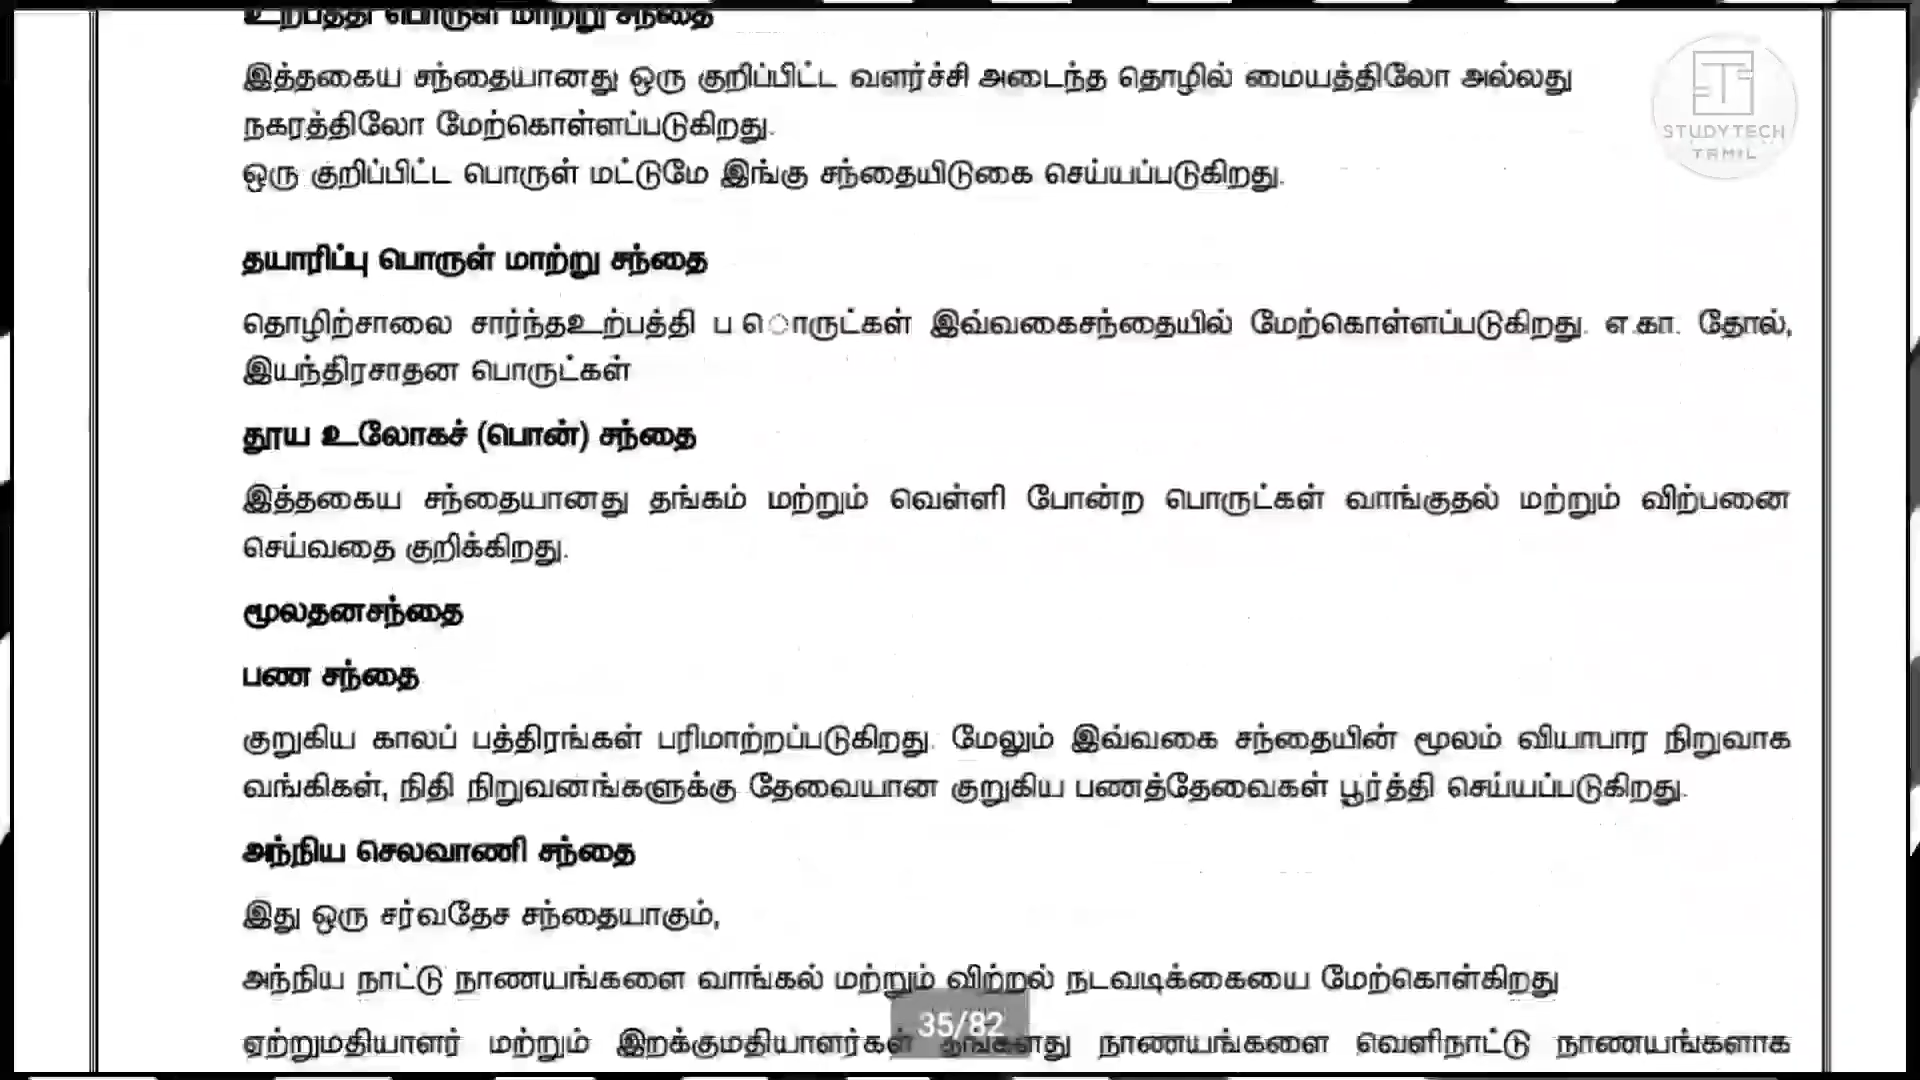 உற்பத்தி பொருள் மாற்று சந்தை
இத்தகைய சந்தையானது ஒரு குறிப்பிட்ட வளர்ச்சி அடைந்த தொழில் மையத்திலோ அல்லது
நகரத்திலோ மேற்கொள்ளப்படுகிறது.
ஒரு குறிப்பிட்ட பொருள் மட்டுமே இங்கு சந்தையிடுகை செய்யப்படுகிறது.
STUDYTECH
TAMIL
தயாரிப்பு பொருள் மாற்று சந்தை
தொழிற்சாலை சார்ந்தஉற்பத்தி ப ொருட்கள் இவ்வகைசந்தையில் மேற்கொள்ளப்படுகிறது. எ.கா. தோல்,
இயந்திரசாதன பொருட்கள்
தூய உலோகச் (பொன்) சந்தை
இத்தகைய சந்தையானது தங்கம் மற்றும் வெள்ளி போன்ற பொருட்கள் வாங்குதல் மற்றும் விற்பனை
செய்வதை குறிக்கிறது.
மூலதனசந்தை
பண சந்தை
குறுகிய காலப் பத்திரங்கள் பரிமாற்றப்படுகிறது. மேலும் இவ்வகை சந்தையின் மூலம் வியாபார நிறுவாக
வங்கிகள், நிதி நிறுவனங்களுக்கு தேவையான குறுகிய பணத்தேவைகள் பூர்த்தி செய்யப்படுகிறது.
அந்நிய செலவாணி சந்தை
இது ஒரு சர்வதேச சந்தையாகும்,
அந்நிய நாட்டு நாணயங்களை வாங்கல் மற்றும் விற்றல் நடவடிக்கையை மேற்கொள்கிறது
35/82
ஏற்றுமதியாளர் மற்றும் இறக்குமதியாளர்கள் தங்களது நாணயங்களை வெளிநாட்டு நாணயங்களாக